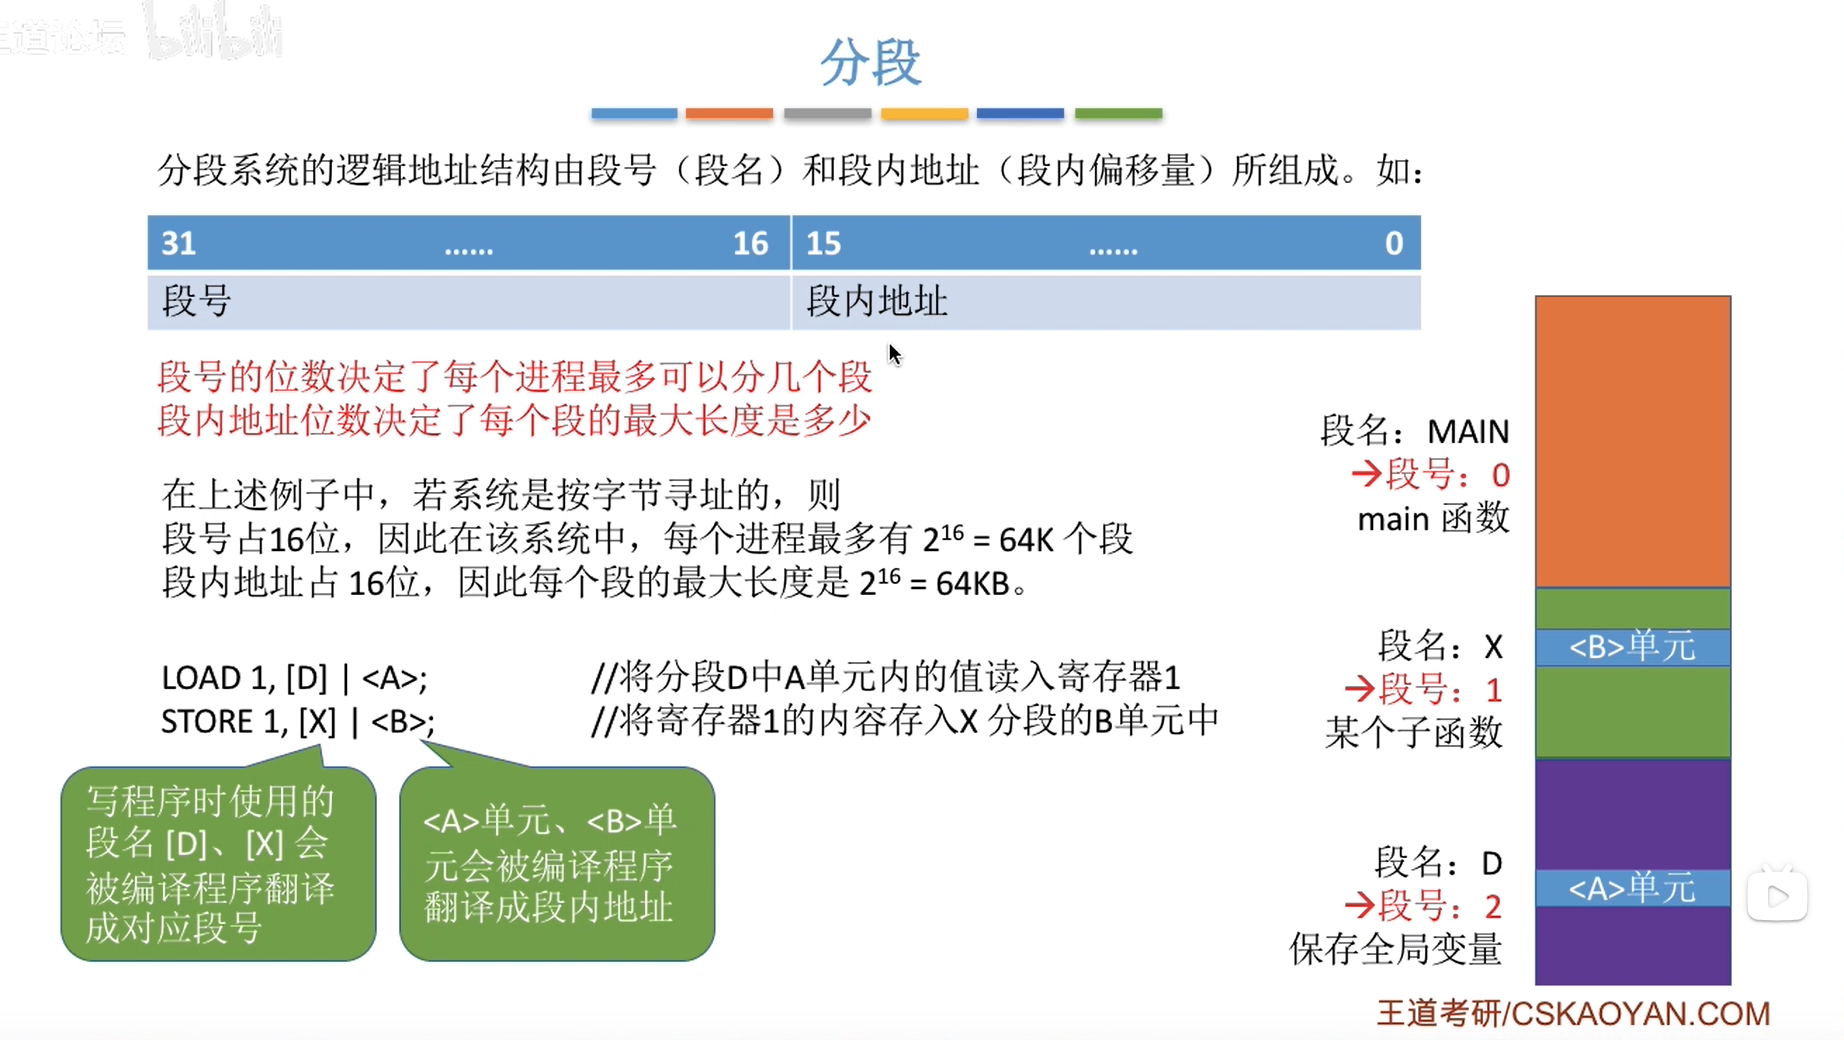 王道论坛 bilibili
分段
分段系统的逻辑地址结构由段号（段名）和段内地址（段内偏移量）所组成。如：
31 …… 16 15 …… 0
段号 段内地址
段号的位数决定了每个进程最多可以分几个段
段内地址位数决定了每个段的最大长度是多少
在上述例子中，若系统是按字节寻址的，则
段号占16位，因此在该系统中，每个进程最多有 2¹⁶ = 64K 个段
段内地址占 16位，因此每个段的最大长度是 2¹⁶ = 64KB。
LOAD 1, [D] | <A>; //将分段D中A单元内的值读入寄存器1
STORE 1, [X] | <B>; //将寄存器1的内容存入X 分段的B单元中
写程序时使用的
段名 [D]、[X] 会
被编译程序翻译
成对应段号
<A>单元、<B>单
元会被编译程序
翻译成段内地址
段名：MAIN
→段号：0
main 函数
段名：X
→段号：1
某个子函数
<B>单元
段名：D
→段号：2
保存全局变量
<A>单元
王道考研/CSKAOYAN.COM